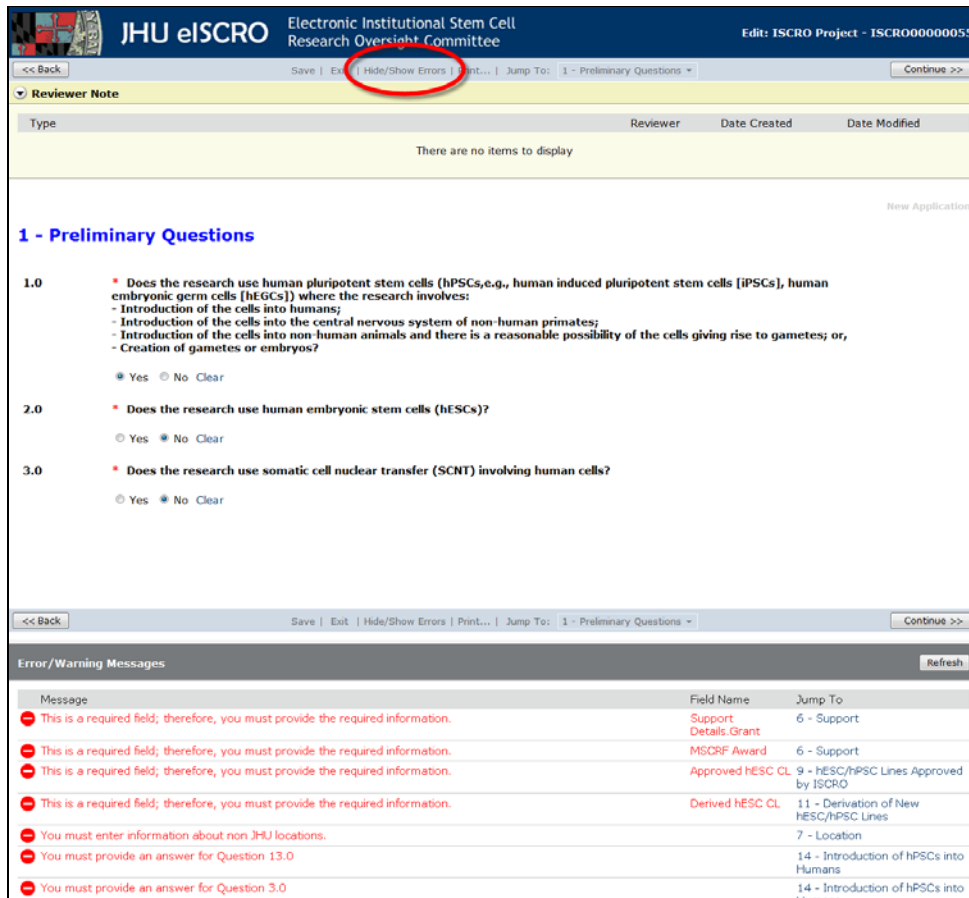 JHU eISCRO
Electronic Institutional Stem Cell
Research Oversight Committee
Edit: ISCRO Project - ISCRO00000055
<< Back
Save | Exit | Hide/Show Errors | Print... | Jump To: 1 - Preliminary Questions
Continue >>
Reviewer Note
Type Reviewer Date Created Date Modified
There are no items to display
New Application
1 - Preliminary Questions
1.0 * Does the research use human pluripotent stem cells (hPSCs,e.g., human induced pluripotent stem cells [iPSCs], human
embryonic germ cells [hEGCs]) where the research involves:
- Introduction of the cells into humans;
- Introduction of the cells into the central nervous system of non-human primates;
- Introduction of the cells into non-human animals and there is a reasonable possibility of the cells giving rise to gametes; or,
- Creation of gametes or embryos?
Yes No Clear
2.0 * Does the research use human embryonic stem cells (hESCs)?
Yes No Clear
3.0 * Does the research use somatic cell nuclear transfer (SCNT) involving human cells?
Yes No Clear
<< Back
Save | Exit | Hide/Show Errors | Print... | Jump To: 1 - Preliminary Questions
Continue >>
Error/Warning Messages
Refresh
Message Field Name Jump To
This is a required field; therefore, you must provide the required information. Support 6 - Support
Details.Grant
This is a required field; therefore, you must provide the required information. MSCRF Award 6 - Support
This is a required field; therefore, you must provide the required information. Approved hESC CL 9 - hESC/hPSC Lines Approved
by ISCRO
This is a required field; therefore, you must provide the required information. Derived hESC CL 11 - Derivation of New
hESC/hPSC Lines
You must enter information about non JHU locations. 7 - Location
You must provide an answer for Question 13.0 14 - Introduction of hPSCs into
Humans
You must provide an answer for Question 3.0 14 - Introduction of hPSCs into